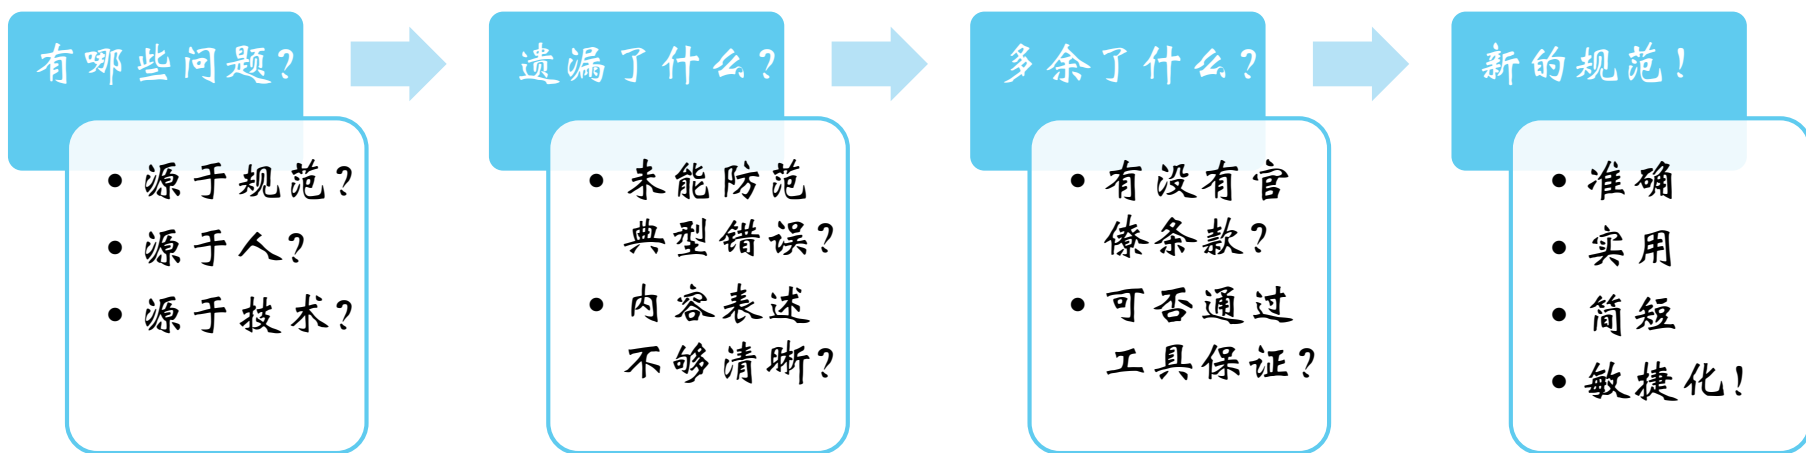 有哪些问题?
• 源于规范?
• 源于人?
• 源于技术?
遗漏了什么?
• 未能防范
典型错误?
• 内容表述
不够清晰?
多余了什么?
• 有没有官
僚条款?
• 可否通过
工具保证?
新的规范!
• 准确
• 实用
• 简短
• 敏捷化!